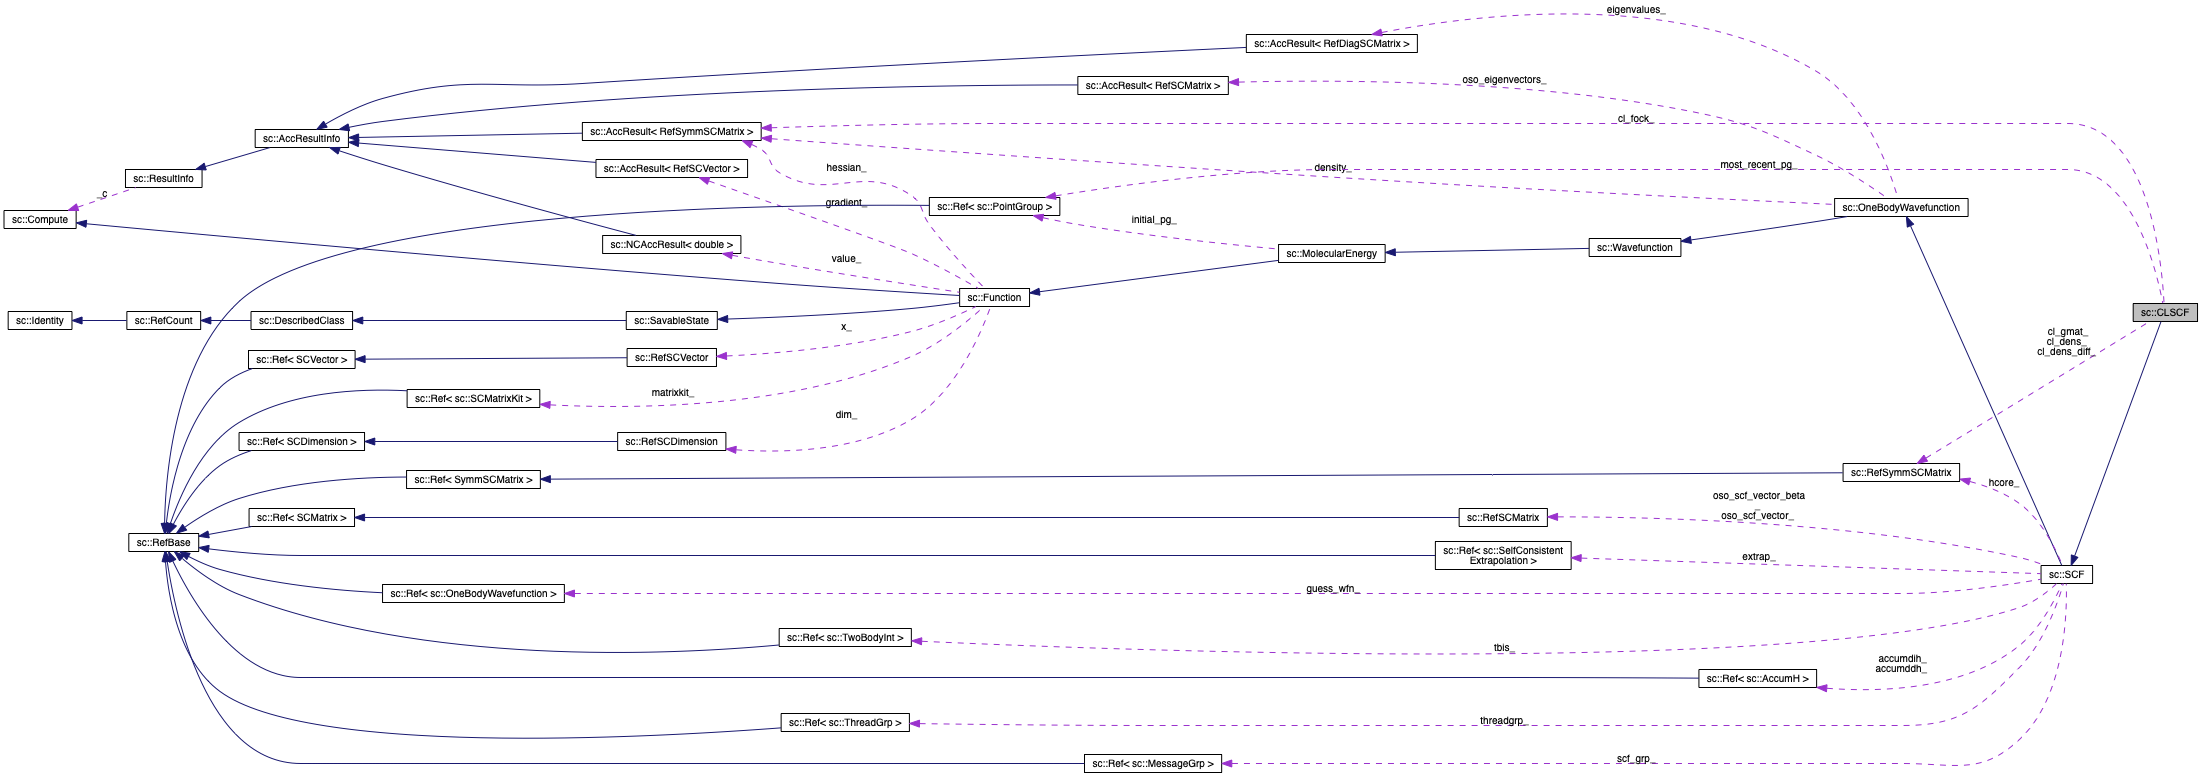 eigenvalues_
sc::AccResult< RefDiagSCMatrix >
oso_eigenvectors_
sc::AccResult< RefSCMatrix >
cl_fock_
sc::AccResult< RefSymmSCMatrix >
sc::AccResultInfo
hessian_
density_
most_recent_pg_
sc::AccResult< RefSCVector >
sc::ResultInfo
_c
gradient_
sc::Ref< sc::PointGroup >
sc::OneBodyWavefunction
sc::Compute
initial_pg_
sc::NCAccResult< double >
sc::Wavefunction
sc::MolecularEnergy
value_
sc::Function
sc::CLSCF
sc::Identity
sc::RefCount
sc::DescribedClass
sc::SavableState
x_
cl_gmat_
cl_dens_
cl_dens_diff_
sc::Ref< SCVector >
sc::RefSCVector
matrixkit_
sc::Ref< sc::SCMatrixKit >
dim_
sc::Ref< SCDimension >
sc::RefSCDimension
sc::RefSymmSCMatrix
sc::Ref< SymmSCMatrix >
hcore_
oso_scf_vector_beta
_
oso_scf_vector_
sc::Ref< SCMatrix >
sc::RefSCMatrix
sc::RefBase
sc::Ref< sc::SelfConsistent
Extrapolation >
extrap_
sc::SCF
sc::Ref< sc::OneBodyWavefunction >
guess_wfn_
sc::Ref< sc::TwoBodyInt >
tbis_
accumdih_
accumddh_
sc::Ref< sc::AccumH >
sc::Ref< sc::ThreadGrp >
threadgrp_
sc::Ref< sc::MessageGrp >
scf_grp_